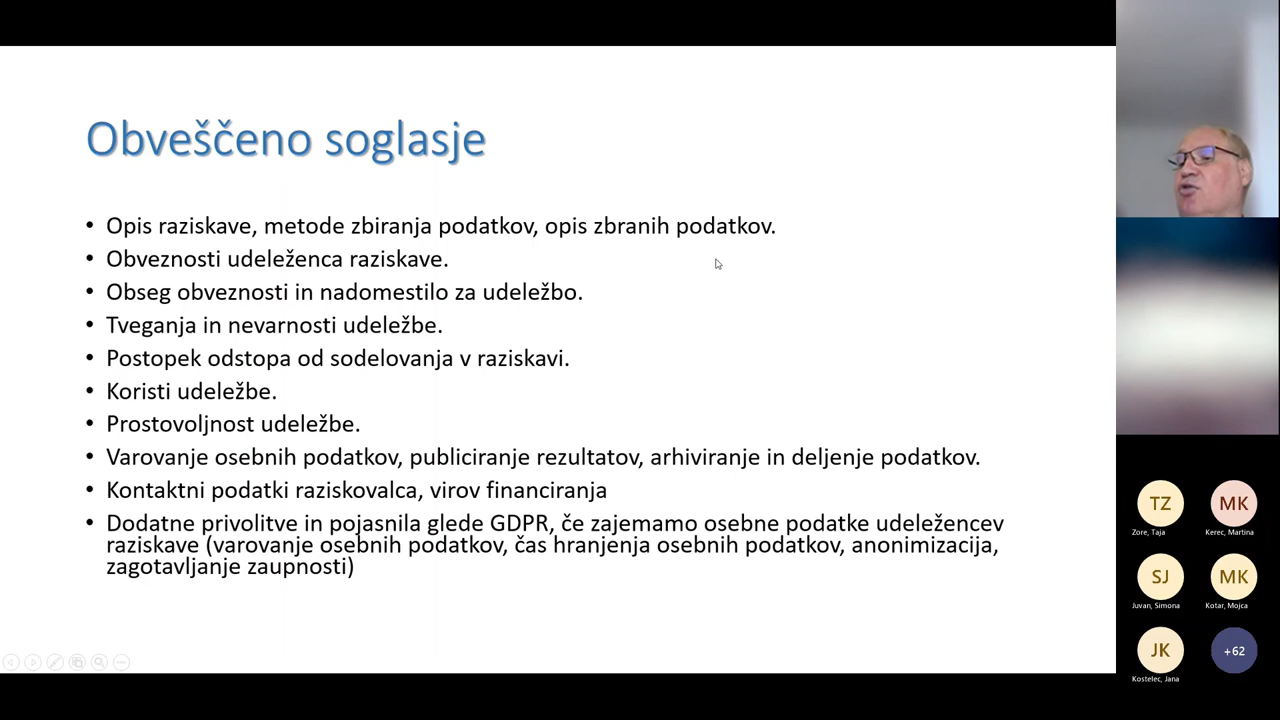 Obveščeno soglasje
• Opis raziskave, metode zbiranja podatkov, opis zbranih podatkov.
• Obveznosti udeleženca raziskave.
• Obseg obveznosti in nadomestilo za udeležbo.
• Tveganja in nevarnosti udeležbe.
• Postopek odstopa od sodelovanja v raziskavi.
• Koristi udeležbe.
• Prostovoljnost udeležbe.
• Varovanje osebnih podatkov, publiciranje rezultatov, arhiviranje in deljenje podatkov.
• Kontaktni podatki raziskovalca, virov financiranja
• Dodatne privolitve in pojasnila glede GDPR, če zajemamo osebne podatke udeležencev
raziskave (varovanje osebnih podatkov, čas hranjenja osebnih podatkov, anonimizacija,
zagotavljanje zaupnosti)
TZ MK
Zore, Taja Kerec, Martina
SJ MK
Juvan, Simona Kotar, Mojca
JK +62
Kostelec, Jana